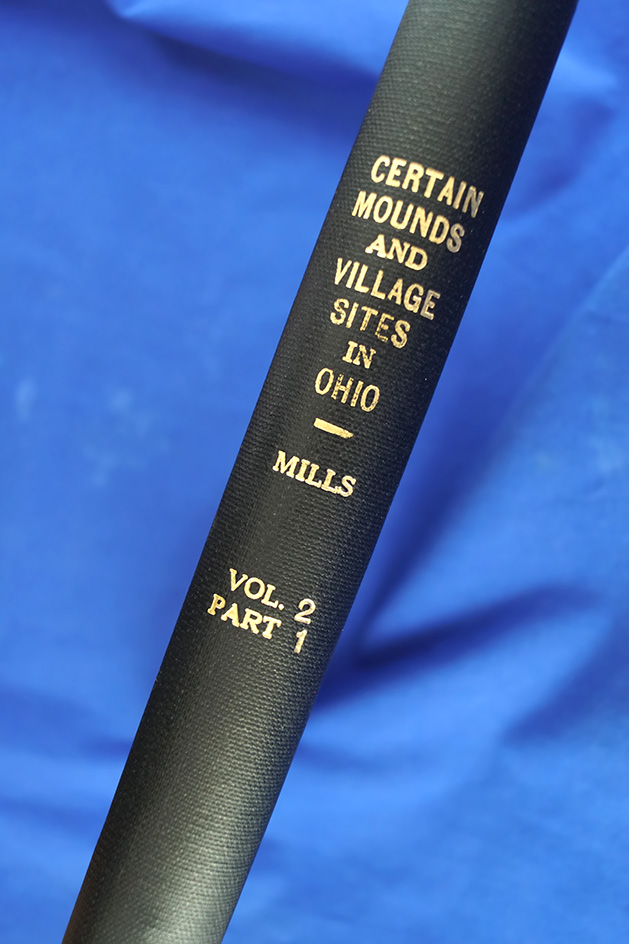 CERTAIN
MOUNDS
AND
VILLAGE
SITES
IN
OHIO
MILLS
VOL. 2
PART 1